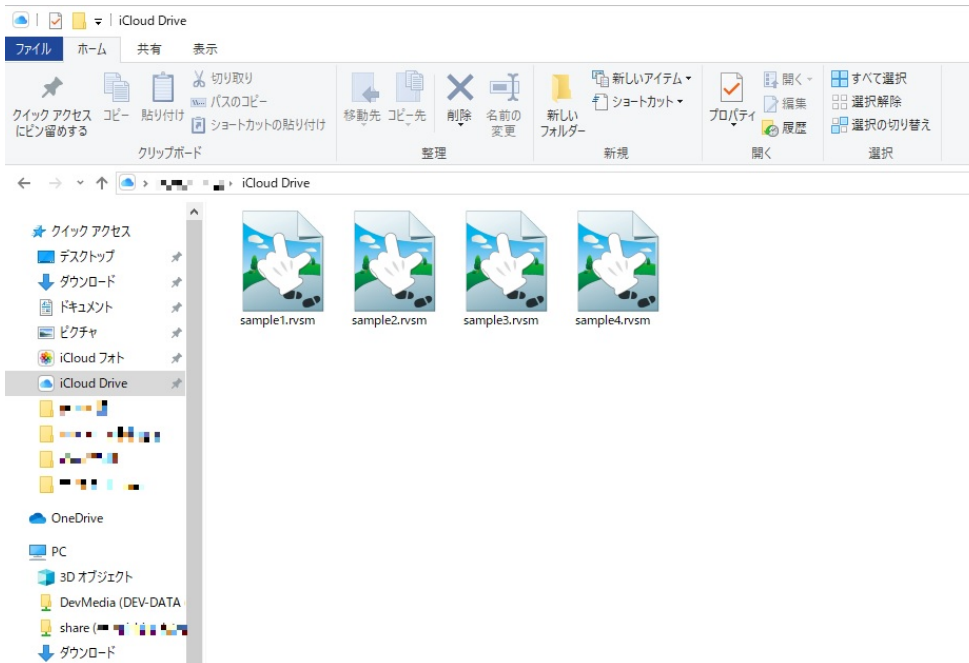 iCloud Drive
ファイル ホーム 共有 表示
クイック アクセス
にピン留めする
コピー
貼り付け
切り取り
パスのコピー
ショートカットの貼り付け
クリップボード
移動先
コピー先
削除
名前の
変更
整理
新しい
フォルダー
新しいアイテム
ショートカット
新規
プロパティ
開く
編集
履歴
開く
すべて選択
選択解除
選択の切り替え
選択
iCloud Drive
クイック アクセス
デスクトップ
ダウンロード
ドキュメント
ピクチャ
iCloud フォト
iCloud Drive
OneDrive
PC
3D オブジェクト
DevMedia (DEV-DATA
share (
ダウンロード
sample1.rvsm
sample2.rvsm
sample3.rvsm
sample4.rvsm